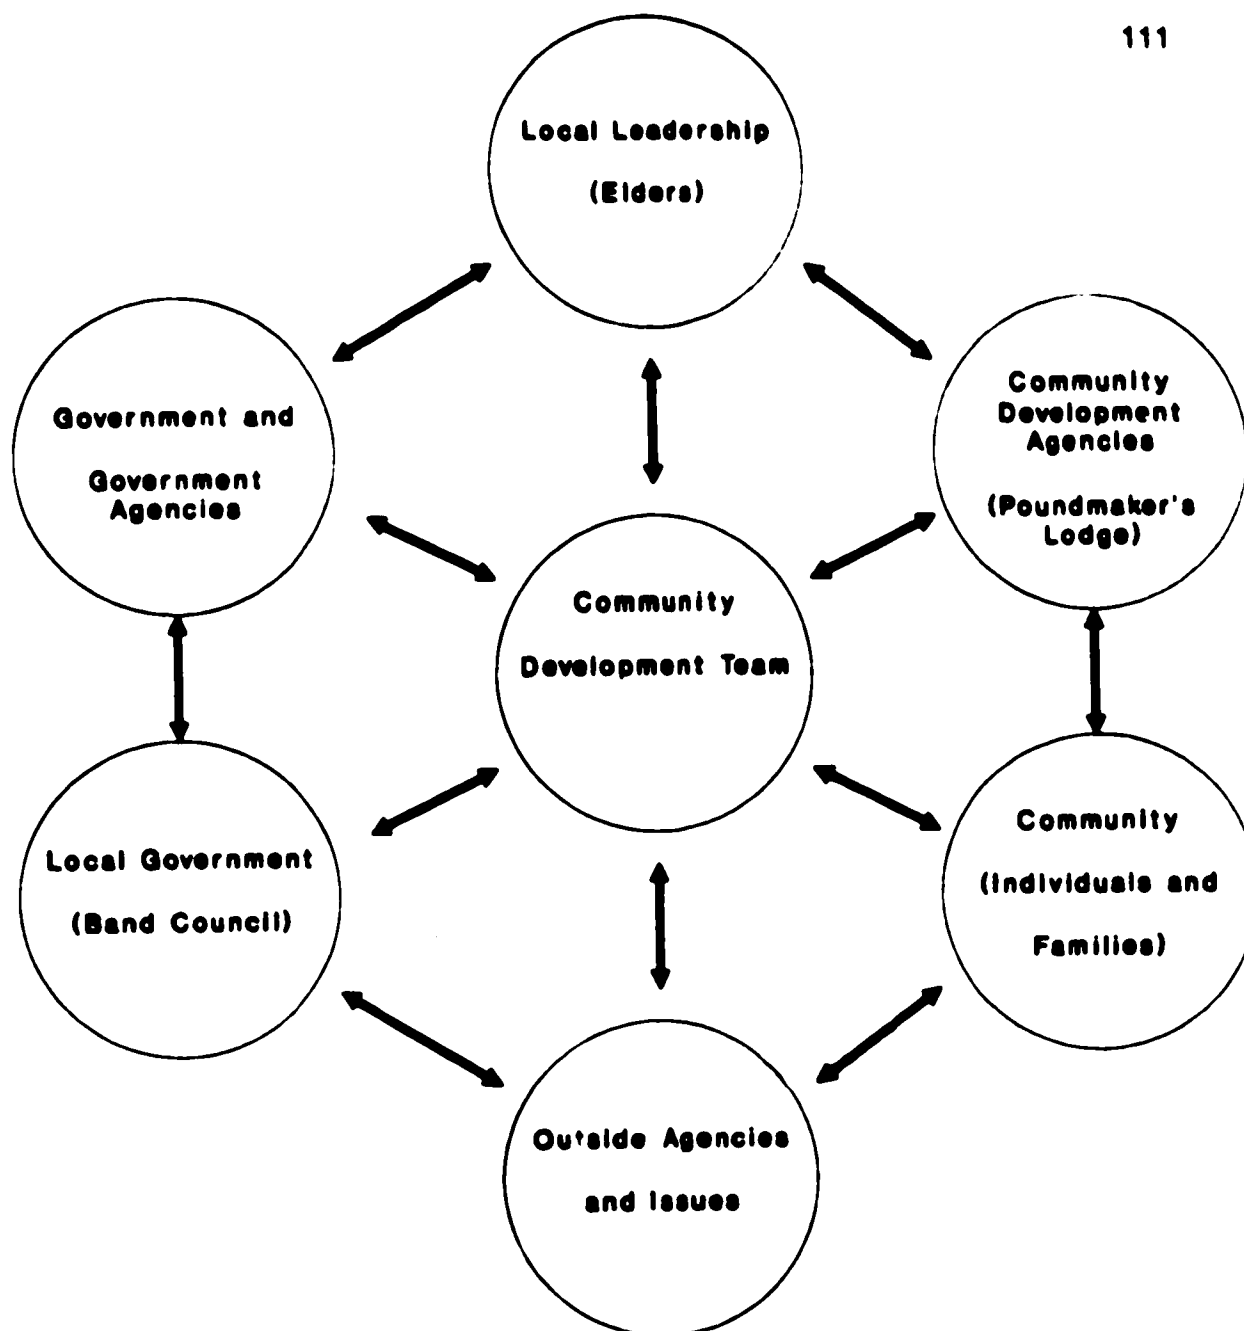 111
Local Leadership
(Elders)
Government and
Government
Agencies
Community
Development
Agencies
(Poundmaker's
Lodge)
Community
Development Team
Local Government
(Band Council)
Community
(Individuals and
Families)
Outside Agencies
and Issues